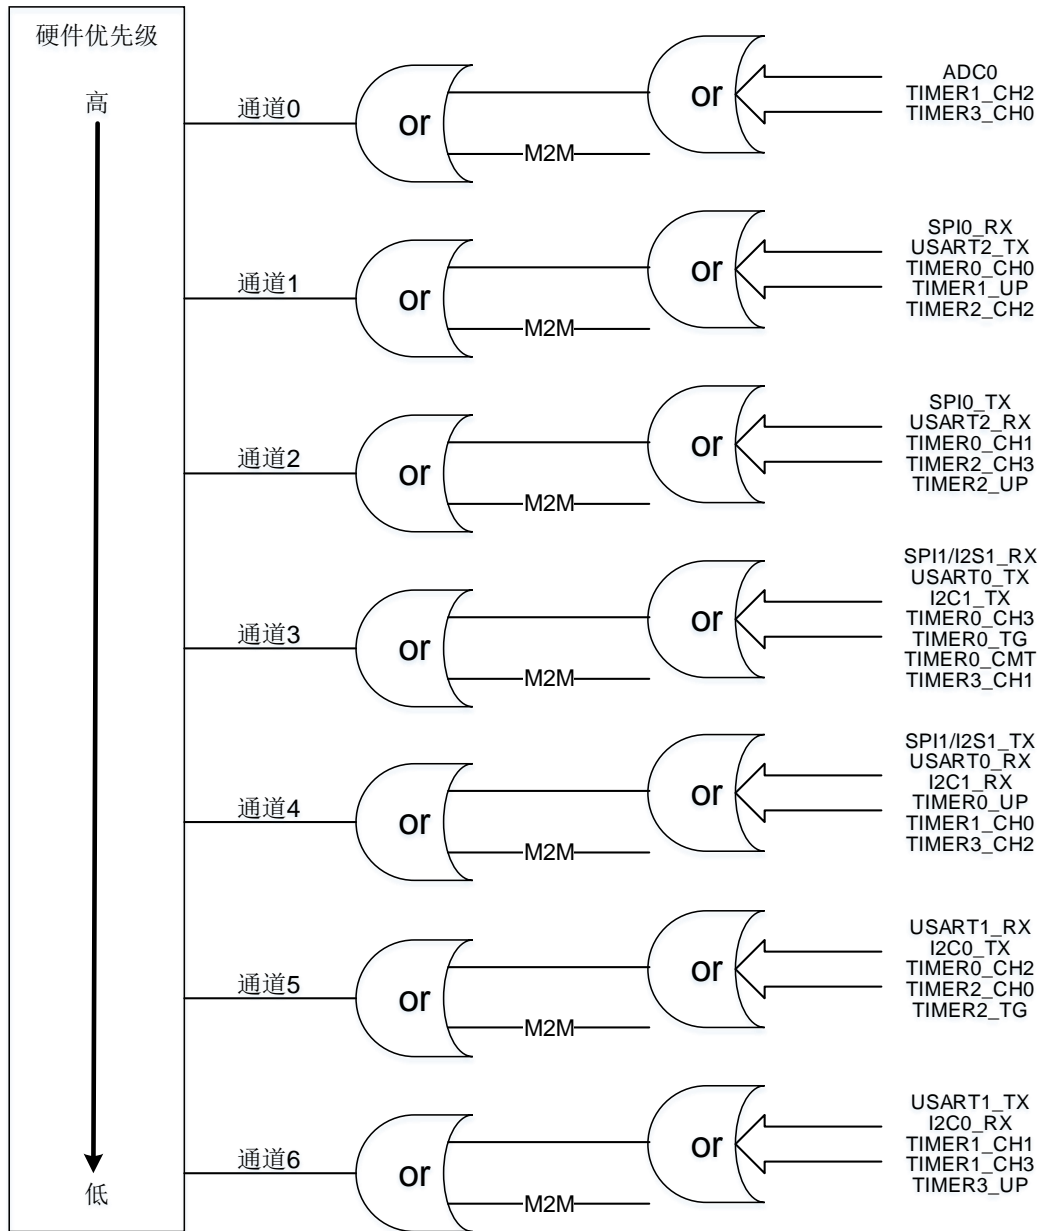 硬件优先级
高
低
通道0
or
M2M
or
ADC0
TIMER1_CH2
TIMER3_CH0
通道1
or
M2M
or
SPI0_RX
USART2_TX
TIMER0_CH0
TIMER1_UP
TIMER2_CH2
通道2
or
M2M
or
SPI0_TX
USART2_RX
TIMER0_CH1
TIMER2_CH3
TIMER2_UP
通道3
or
M2M
or
SPI1/I2S1_RX
USART0_TX
I2C1_TX
TIMER0_CH3
TIMER0_TG
TIMER0_CMT
TIMER3_CH1
通道4
or
M2M
or
SPI1/I2S1_TX
USART0_RX
I2C1_RX
TIMER0_UP
TIMER1_CH0
TIMER3_CH2
通道5
or
M2M
or
USART1_RX
I2C0_TX
TIMER0_CH2
TIMER2_CH0
TIMER2_TG
通道6
or
M2M
or
USART1_TX
I2C0_RX
TIMER1_CH1
TIMER1_CH3
TIMER3_UP